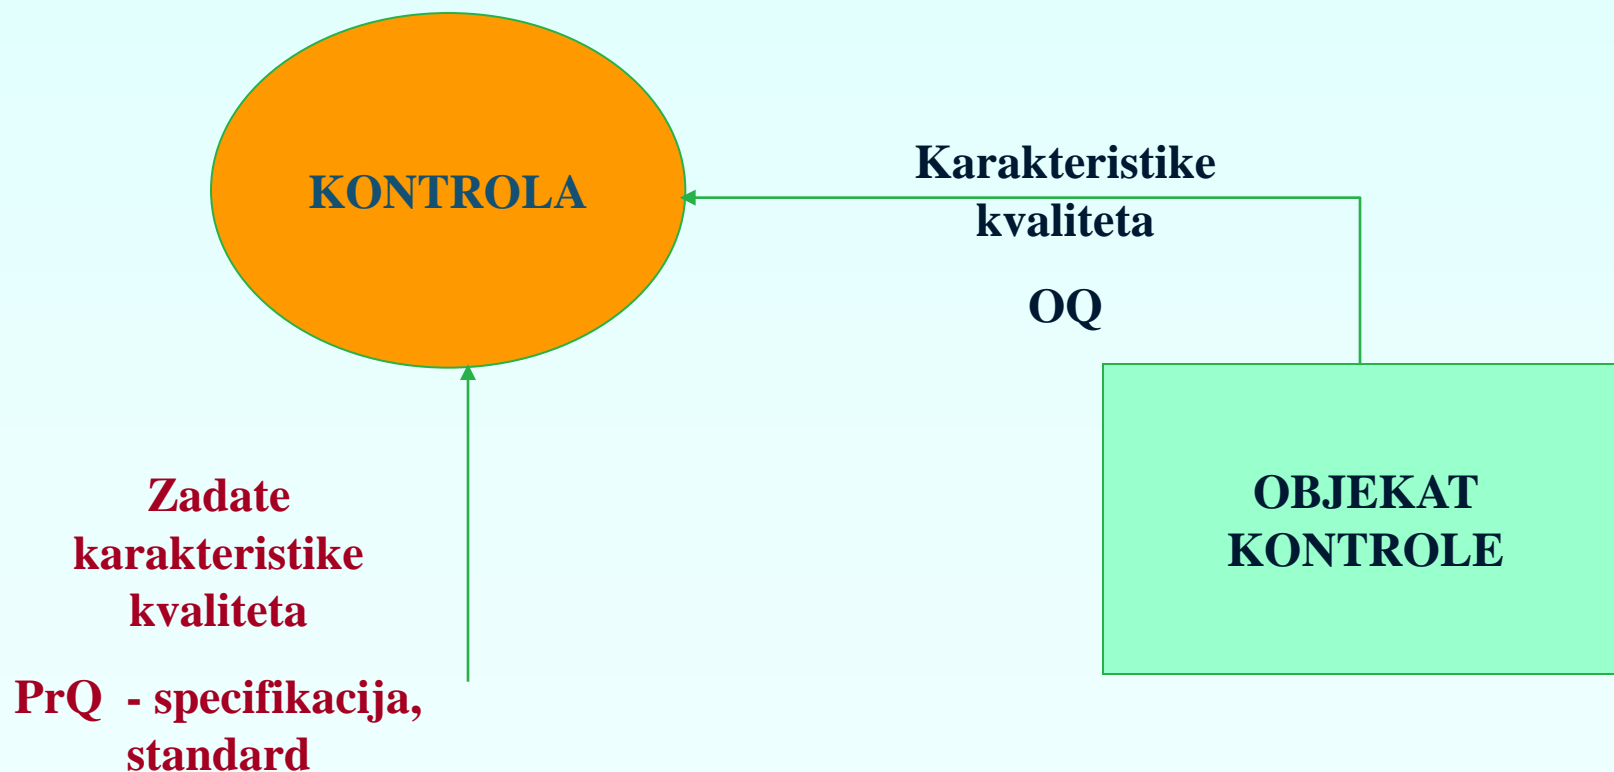 KONTROLA
Karakteristike
kvaliteta
OQ
OBJEKAT
KONTROLE
Zadate
karakteristike
kvaliteta
PrQ - specifikacija,
standard